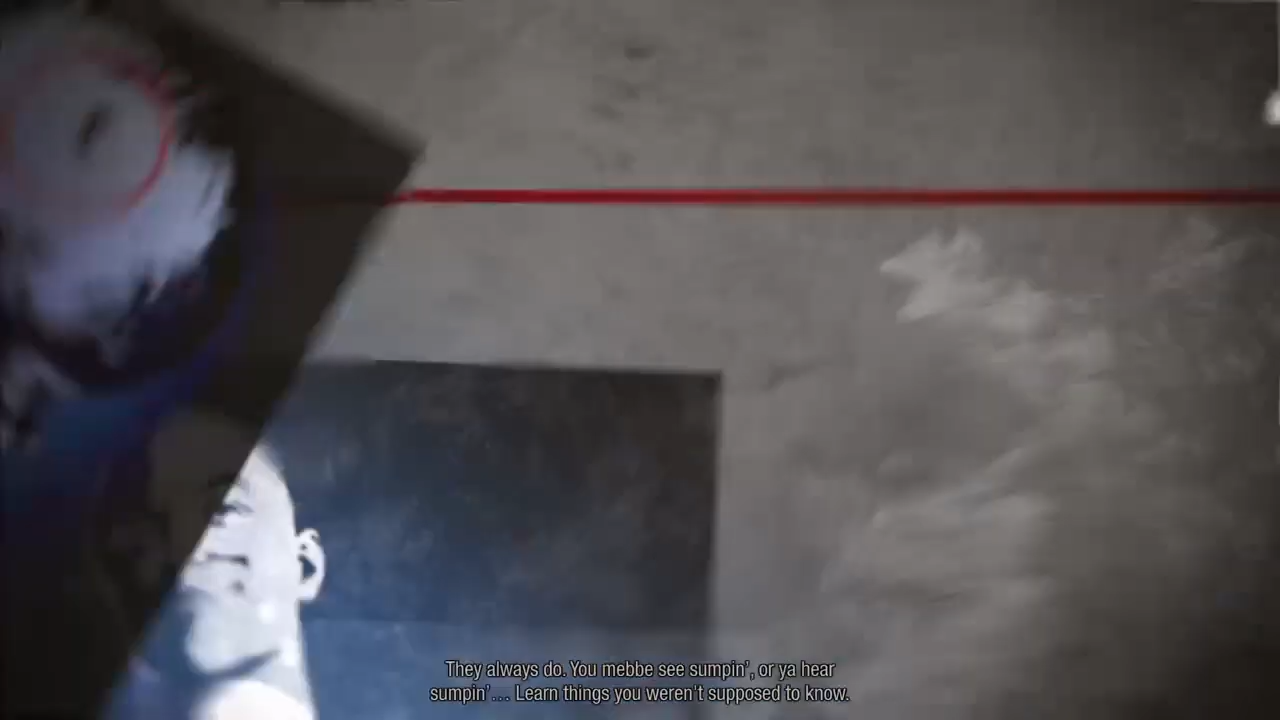 They always do. You mebbe see sumpin', or ya hear
sumpin'... Learn things you weren't supposed to know.